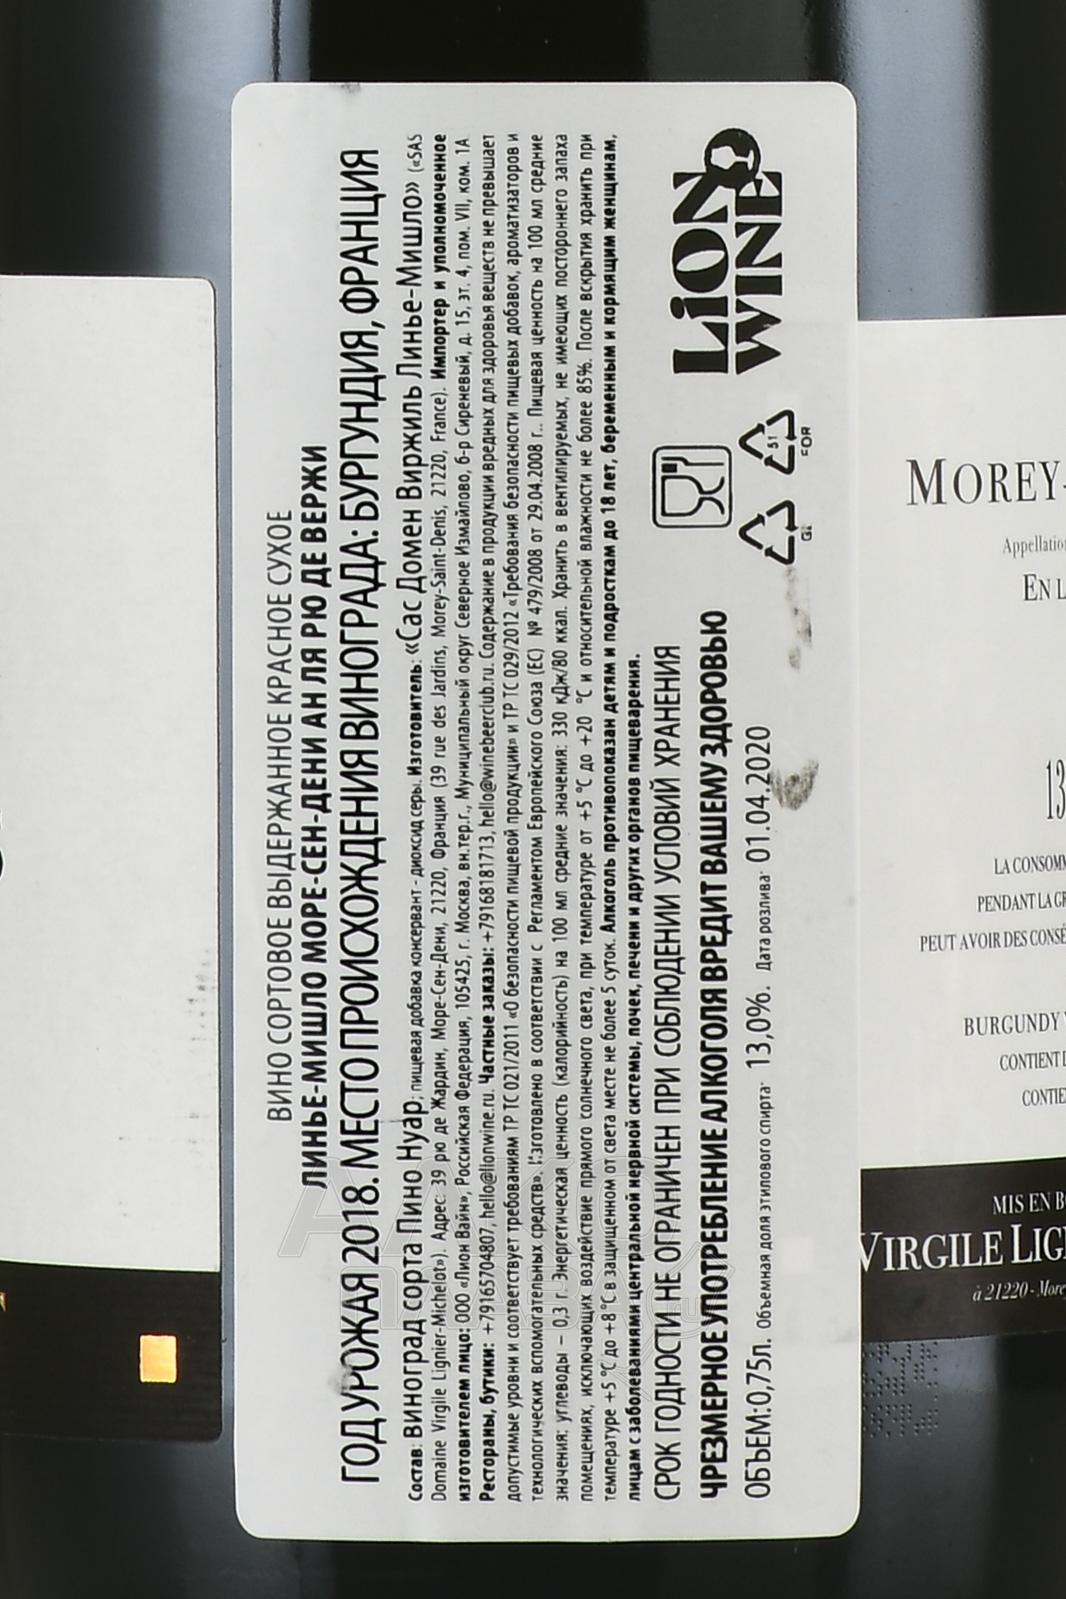 ВИНО СОРТОВОЕ ВЫДЕРЖАННОЕ КРАСНОЕ СУХОЕ
ЛИНЬЕ-МИШЛО МОРЕ-СЕН-ДЕНИ АН ЛЯ РЮ ДЕ ВЕРЖИ
ГОД УРОЖАЯ 2018. МЕСТО ПРОИСХОЖДЕНИЯ ВИНОГРАДА: БУРГУНДИЯ, ФРАНЦИЯ
Состав: Виноград сорта Пино Нуар; пищевая добавка консервант - диоксид серы. Изготовитель: «Сас Домен Виржиль Линье-Мишло» («SAS
Domaine Virgile Lignier-Michelot»). Адрес: 39 рю де Жардин, Море-Сен-Дени, 21220, Франция (39 rue des Jardins, Morey-Saint-Denis, 21220, France). Импортер и уполномоченное
изготовителем лицо: ООО «Лион Вайн», Российская Федерация, 105425, г. Москва, вн.тер.г., Муниципальный округ Северное Измайлово, б-р Сиреневый, д. 15, эт. 4, пом. VII, ком. 1А
Рестораны, бутики: +79165704807, hello@lionwine.ru. Частные заказы: +791681817​13, hello@winebeerclub.ru. Содержание в продукции вредных для здоровья веществ не превышает
допустимые уровни и соответствует требованиям ТР ТС 021/2011 «О безопасности пищевой продукции» и ТР ТС 029/2012 «Требования безопасности пищевых добавок, ароматизаторов и
технологических вспомогательных средств». Изготовлено в соответствии с Регламентом Европейского Союза (ЕС) № 479/2008 от 29.04.2008 г.. Пищевая ценность на 100 мл средние
значения: углеводы – 0,3 г. Энергетическая ценность (калорийность) на 100 мл средние значения: 330 кДж/80 ккал. Хранить в вентилируемых, не имеющих постороннего запаха
помещениях, исключающих воздействие прямого солнечного света, при температуре от +5 °С до +20 °С и относительной влажности не более 85%. После вскрытия хранить при
температуре +5 °С до +8 °С в защищенном от света месте не более 5 суток. Алкоголь противопоказан детям и подросткам до 18 лет, беременным и кормящим женщинам,
лицам с заболеваниями центральной нервной системы, почек, печени и других органов пищеварения.
СРОК ГОДНОСТИ НЕ ОГРАНИЧЕН ПРИ СОБЛЮДЕНИИ УСЛОВИЙ ХРАНЕНИЯ
ЧРЕЗМЕРНОЕ УПОТРЕБЛЕНИЕ АЛКОГОЛЯ ВРЕДИТ ВАШЕМУ ЗДОРОВЬЮ
ОБЪЕМ:0,75л. Объемная доля этилового спирта: 13,0%. Дата розлива: 01.04.2020
LION
WINE
51
FOR
GL
MOREY-
Appellatio
EN L
13
LA CONSOMM
PENDANT LA GR
PEUT AVOIR DES CONSÉ
BURGUNDY
CONTIENT
CONTIE
MIS EN BO
VIRGILE LIG
à 21220 - Morey